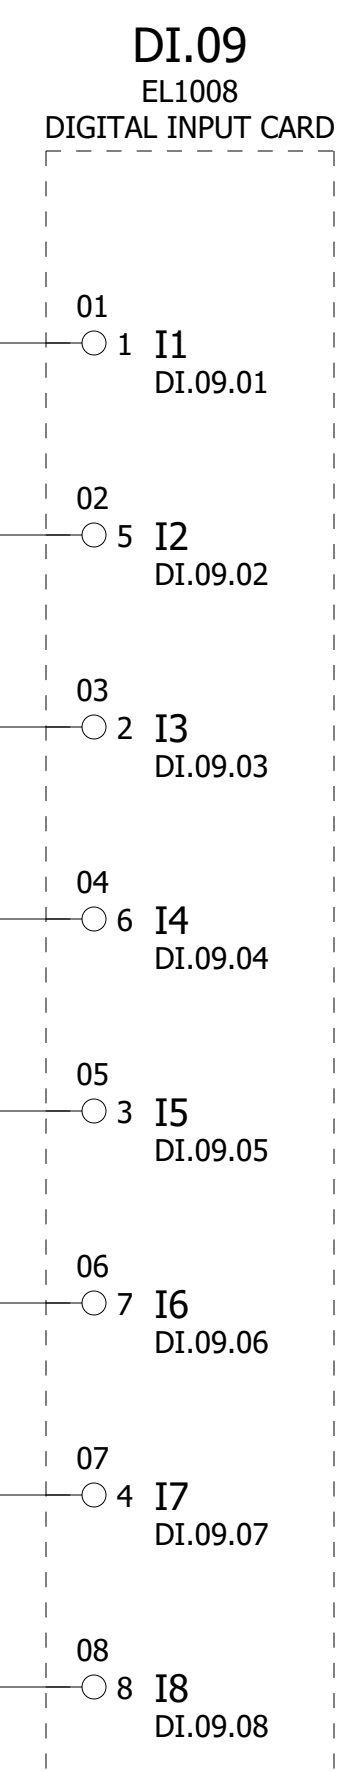 DI.09
EL1008
DIGITAL INPUT CARD
01
1 I1
DI.09.01
02
5 I2
DI.09.02
03
2 I3
DI.09.03
04
6 I4
DI.09.04
05
3 I5
DI.09.05
06
7 I6
DI.09.06
07
4 I7
DI.09.07
08
8 I8
DI.09.08